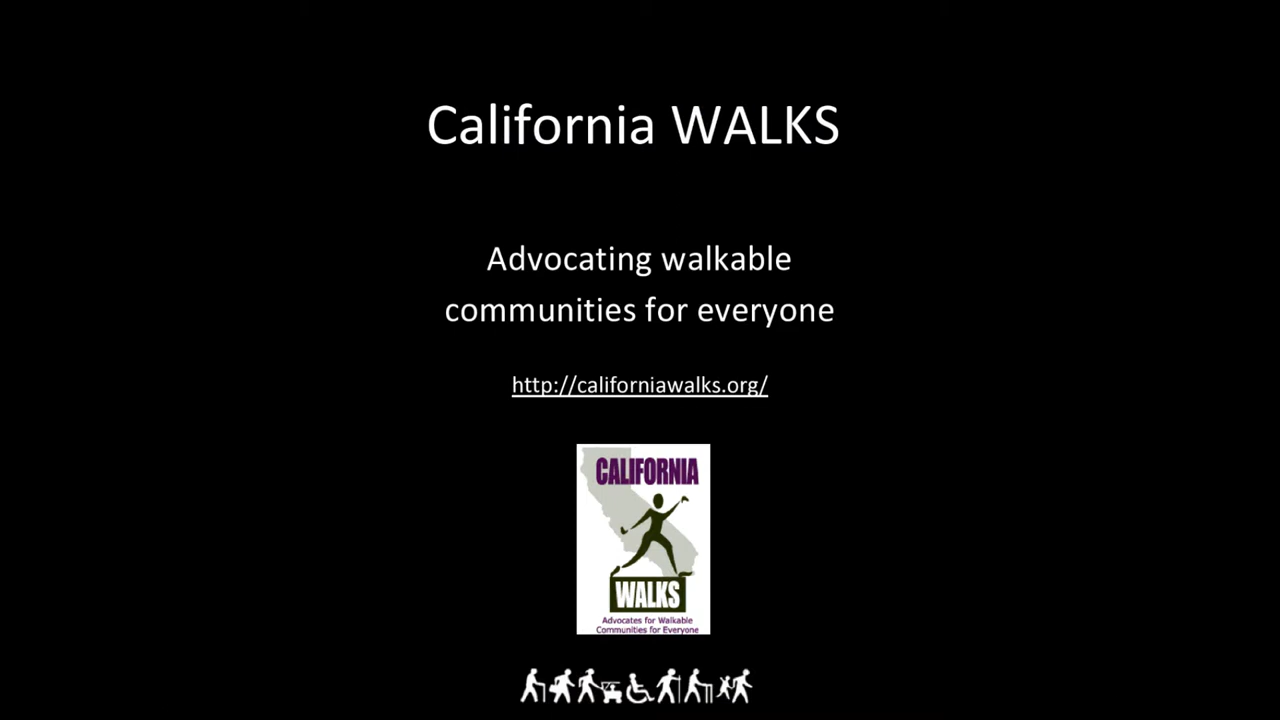 California WALKS
Advocating walkable
communities for everyone
http://californiawalks.org/
CALIFORNIA
WALKS
Advocates for Walkable
Communities for Everyone